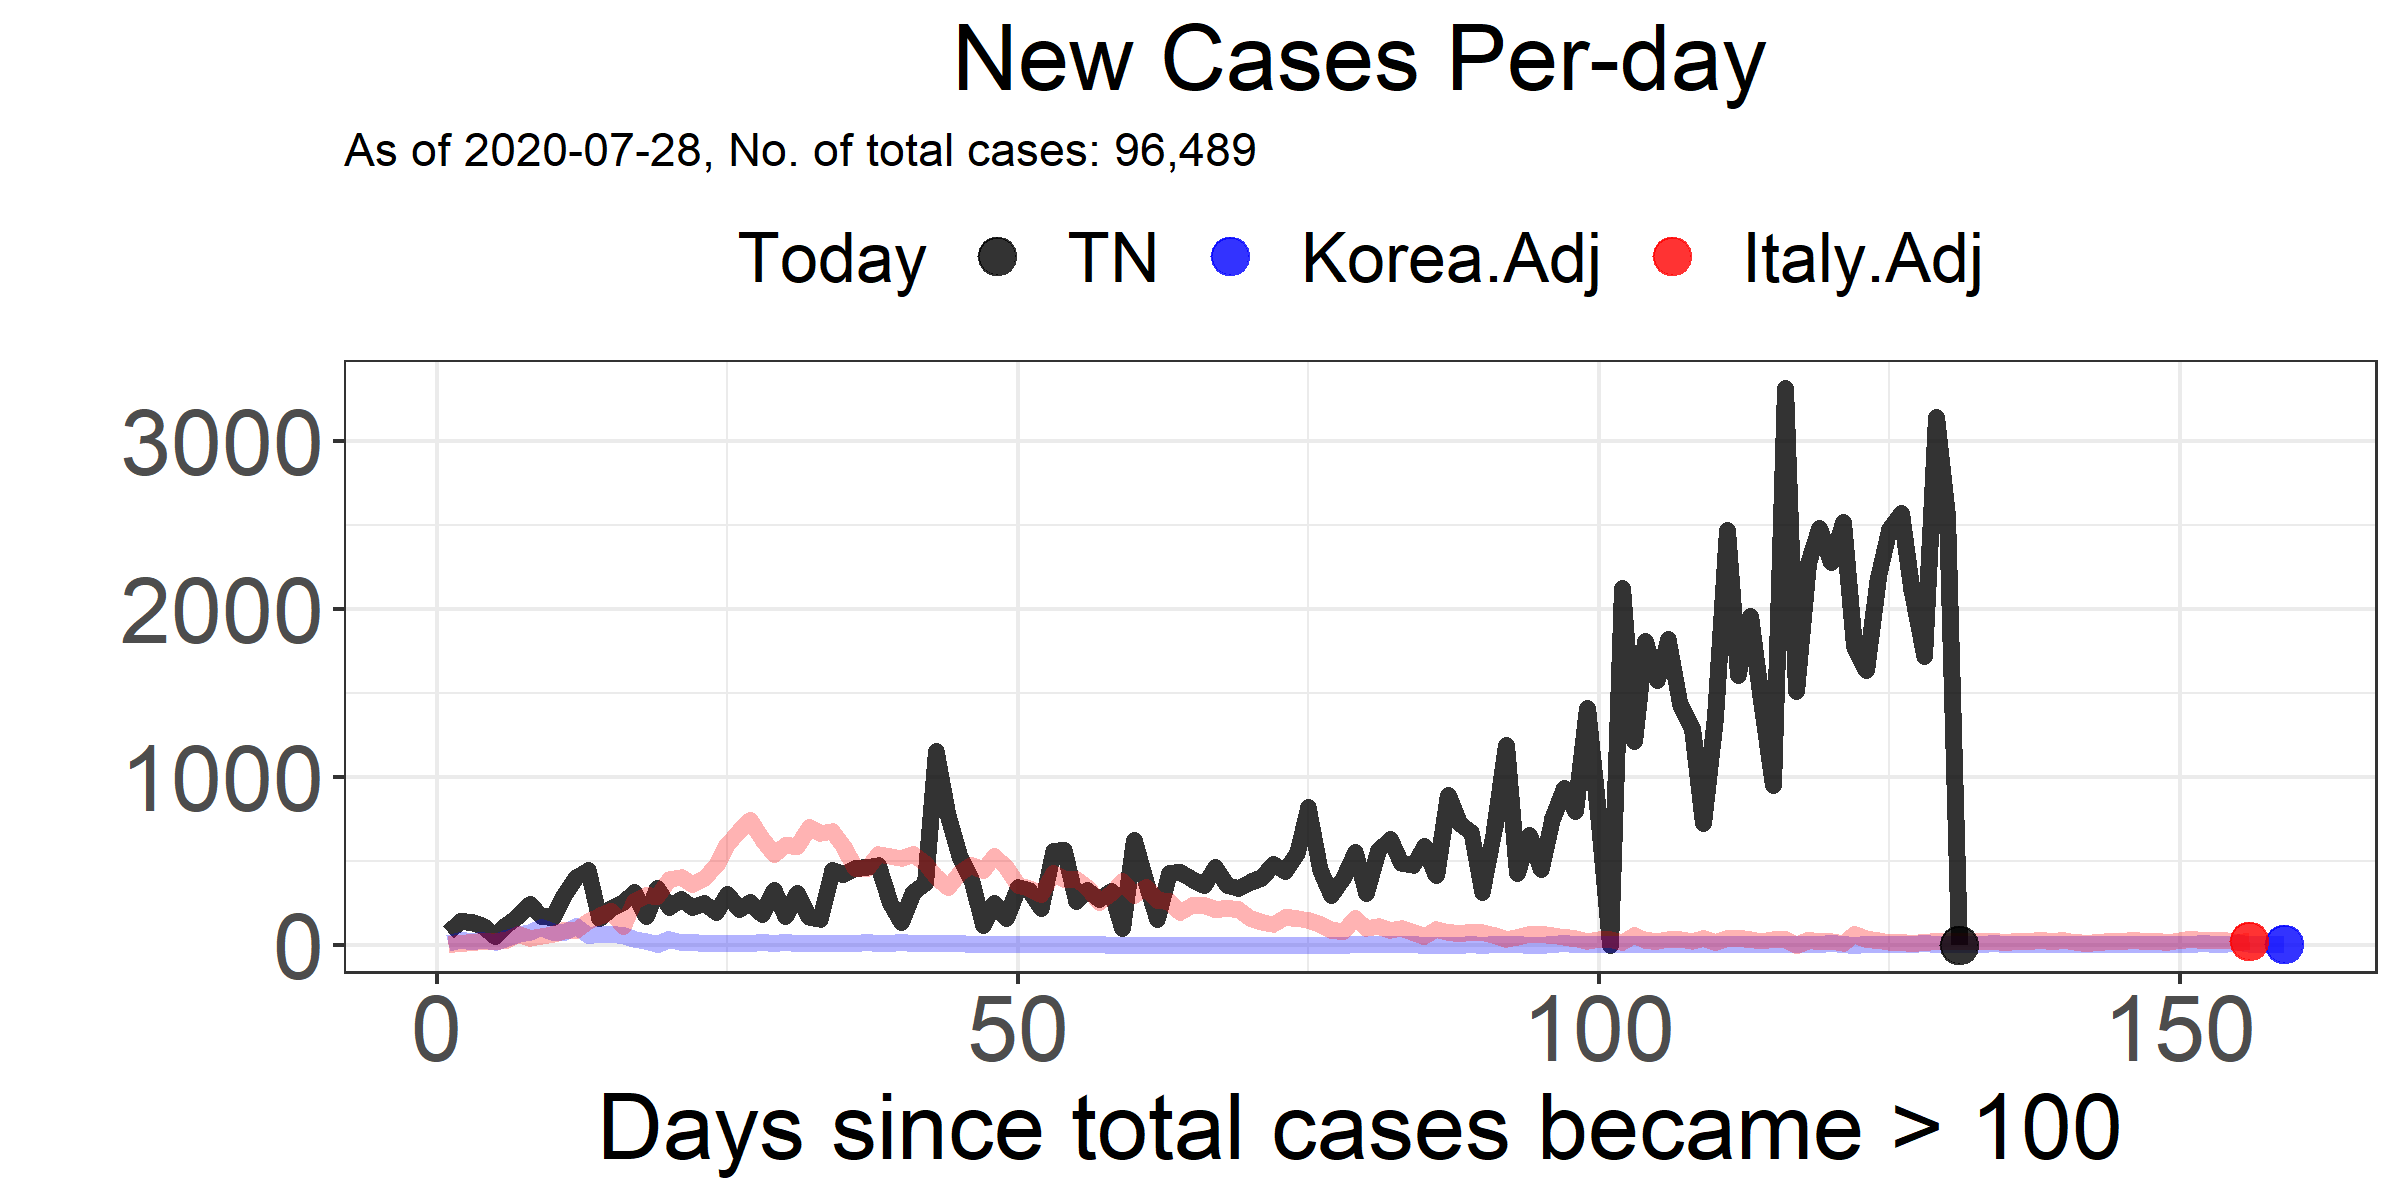 New Cases Per-day
As of 2020-07-28, No. of total cases: 96,489
Today TN Korea.Adj Italy.Adj
3000
2000
1000
0
0 50 100 150
Days since total cases became > 100